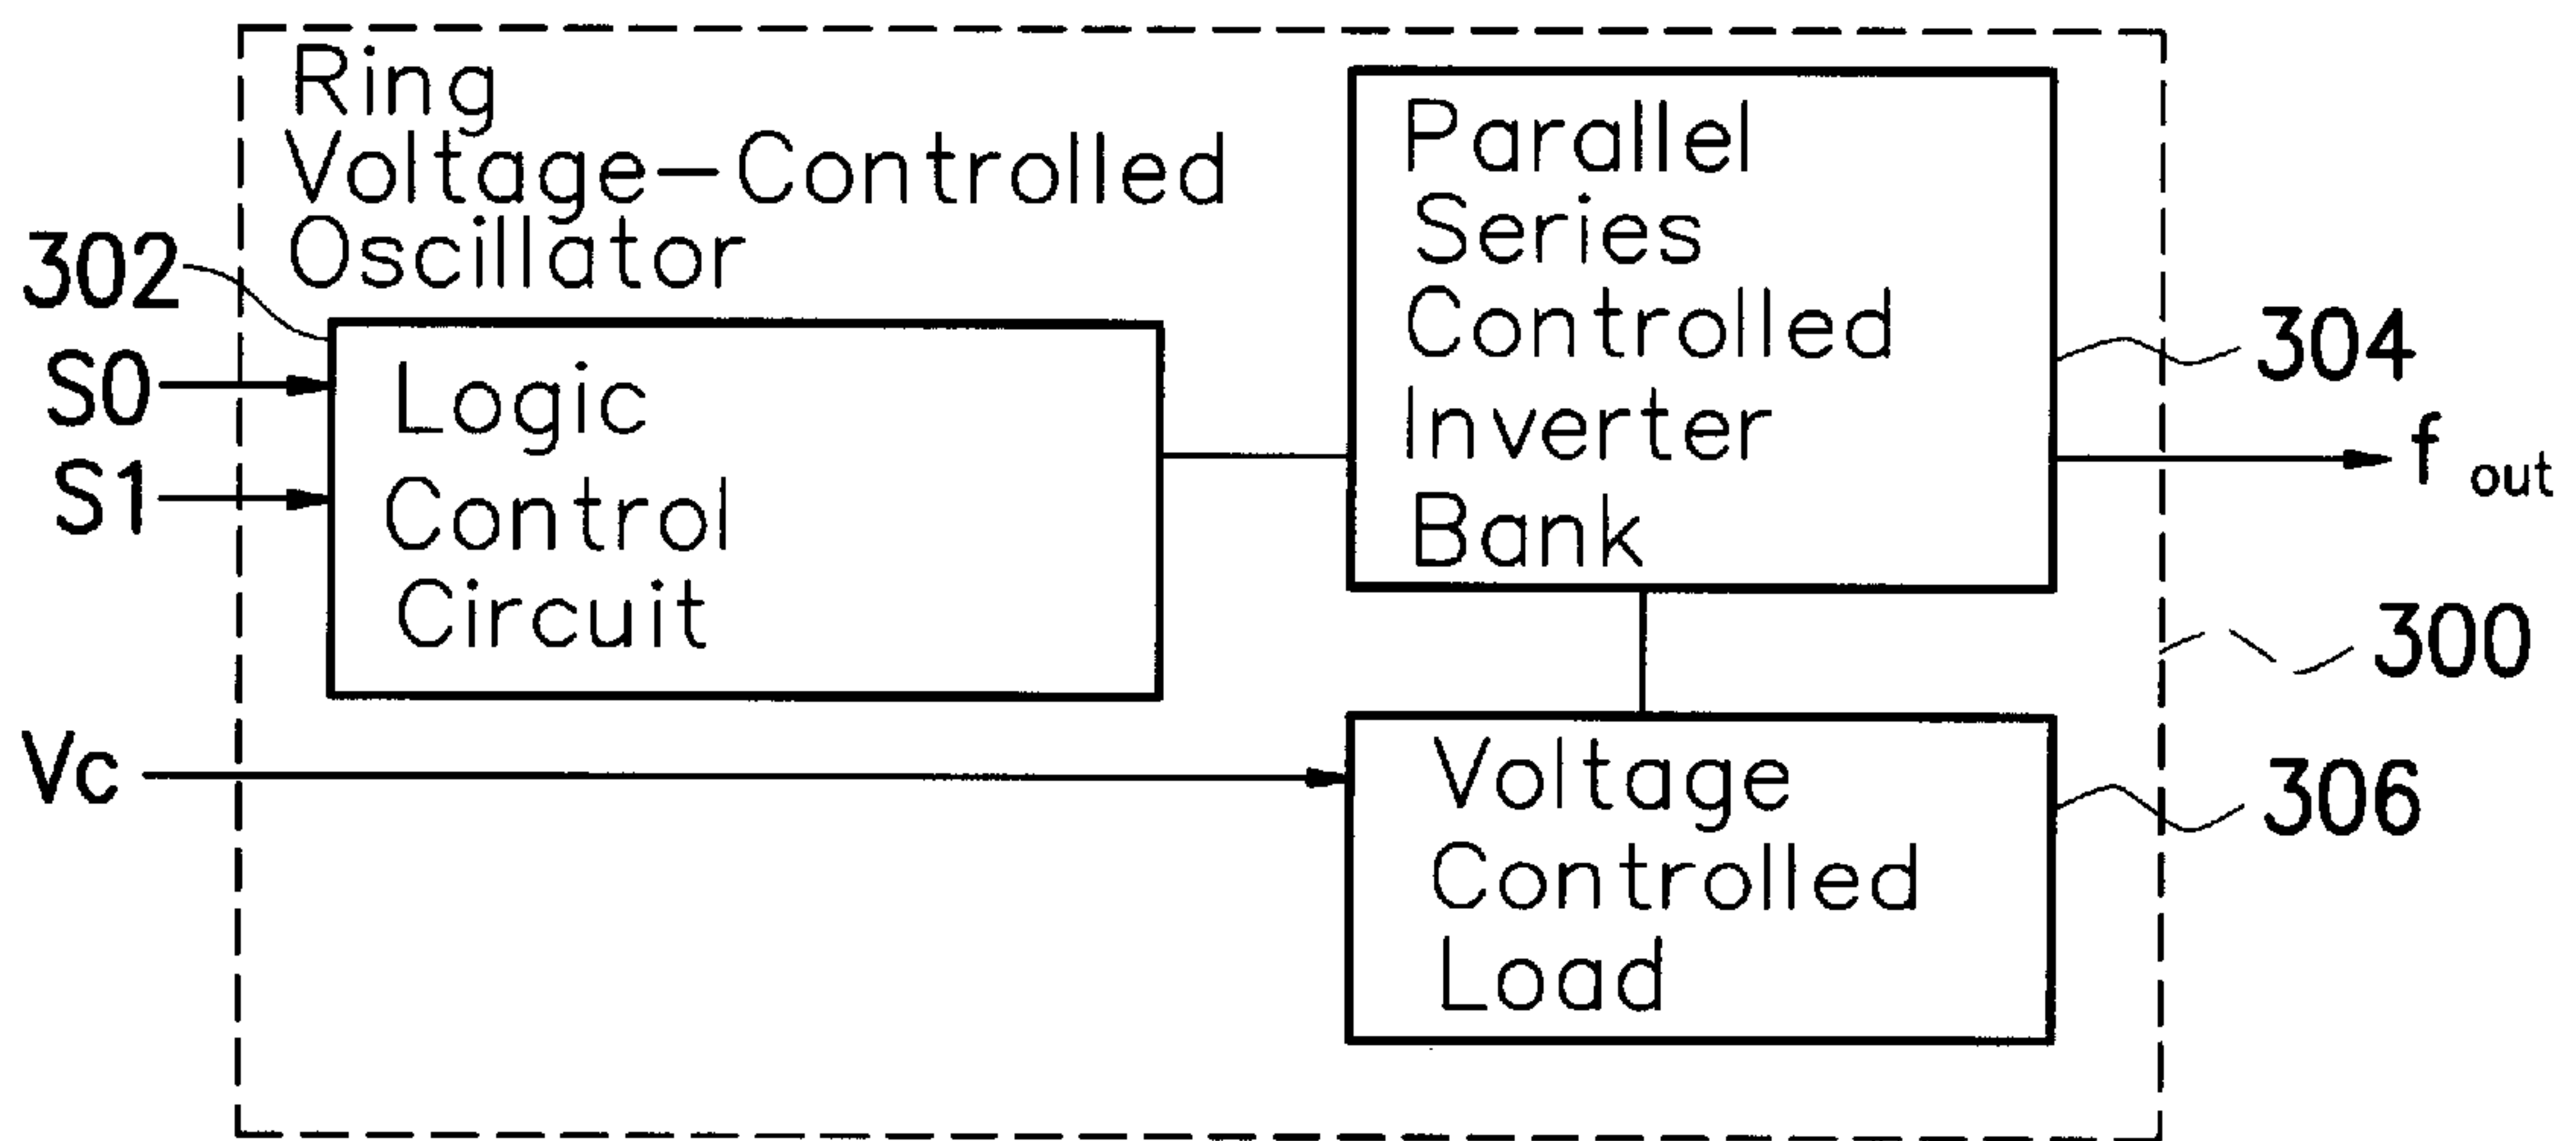 Ring
Voltage-Controlled
Oscillator
302
S0
S1
Logic
Control
Circuit
Parallel
Series
Controlled
Inverter
Bank
304
f out
300
Vc
Voltage
Controlled
Load
306